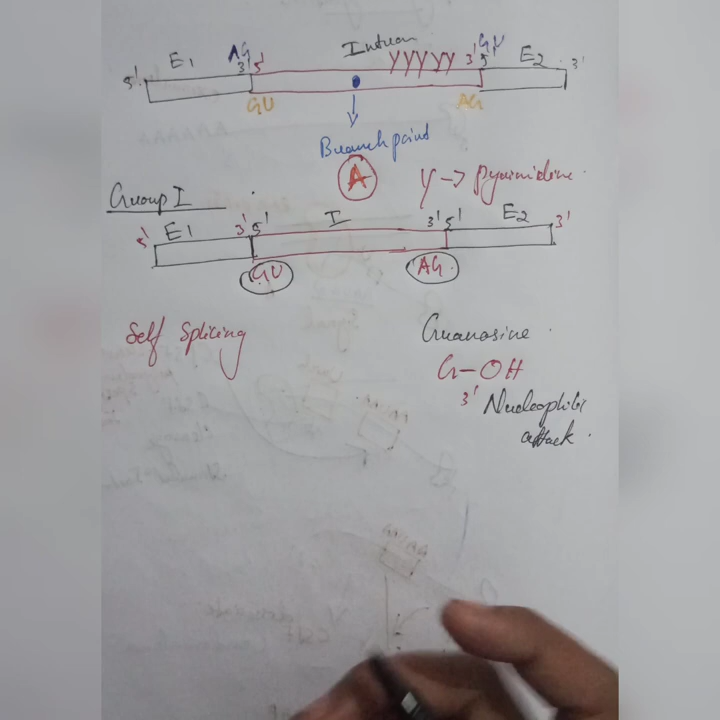 E1 AG Intron YYYYY GU E2
5' 3' 5' 3' 5' 3'
GU AG
Branch point
A Y → Pyrimidine
Group I
5' E1 3' 5' I 3' 5' E2 3'
GU AG
Self Splicing Guanosine
G-OH
3' Nucleophilic
attack.